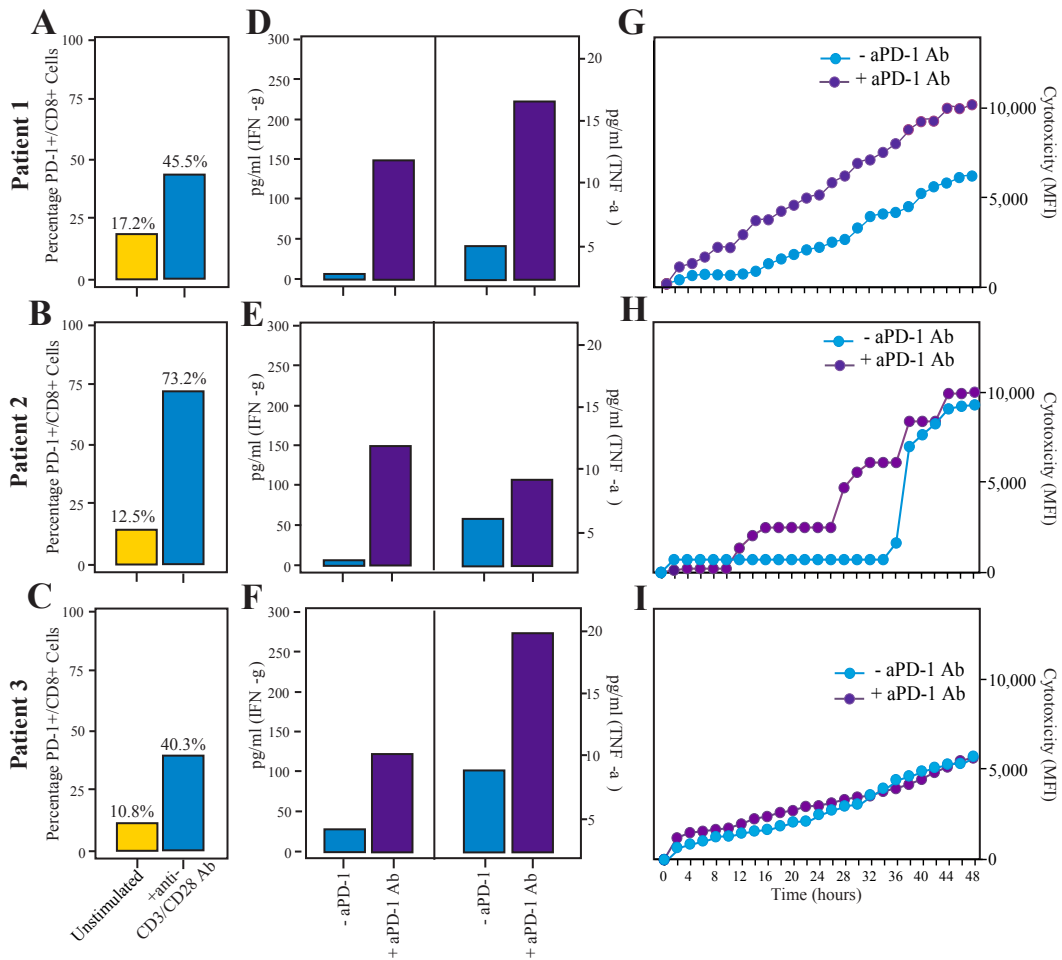 A
Patient 1
Percentage PD-1+/CD8+ Cells
100
75
50
25
0
17.2%
45.5%
D
pg/ml (IFN -g)
300
250
200
150
100
50
0
20
15
10
5
pg/ml (TNF -a )
G
- aPD-1 Ab
+ aPD-1 Ab
10,000
5,000
0
Cytotoxicity (MFI)
B
Patient 2
Percentage PD-1+/CD8+ Cells
100
75
50
25
0
12.5%
73.2%
E
pg/ml (IFN -g)
300
250
200
150
100
50
0
20
15
10
5
pg/ml (TNF -a )
H
- aPD-1 Ab
+ aPD-1 Ab
10,000
5,000
0
Cytotoxicity (MFI)
C
Patient 3
Percentage PD-1+/CD8+ Cells
100
75
50
25
0
10.8%
40.3%
Unstimulated
+anti-
CD3/CD28 Ab
F
pg/ml (IFN -g)
300
250
200
150
100
50
0
20
15
10
5
pg/ml (TNF -a )
- aPD-1
+ aPD-1 Ab
- aPD-1
+ aPD-1 Ab
I
- aPD-1 Ab
+ aPD-1 Ab
10,000
5,000
0
Cytotoxicity (MFI)
0 4 8 12 16 20 24 28 32 36 40 44 48
Time (hours)